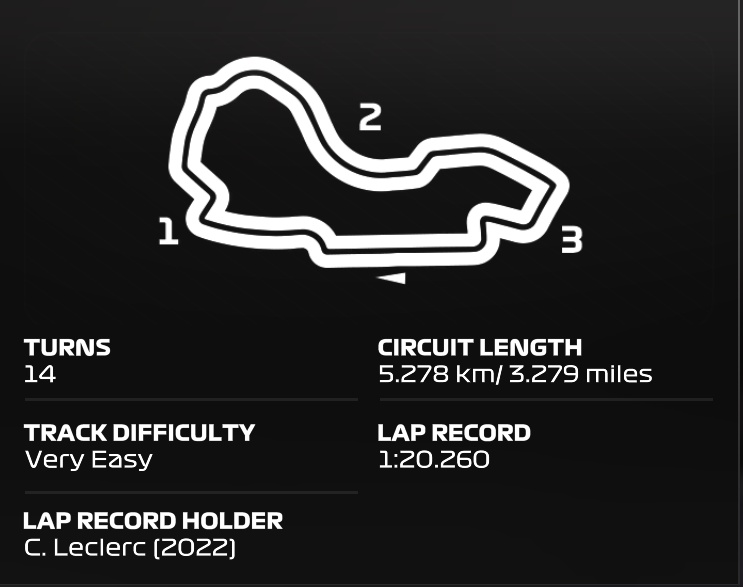 2
1
3
TURNS
14
CIRCUIT LENGTH
5.278 km/ 3.279 miles
TRACK DIFFICULTY
Very Easy
LAP RECORD
1:20.260
LAP RECORD HOLDER
C. Leclerc (2022)